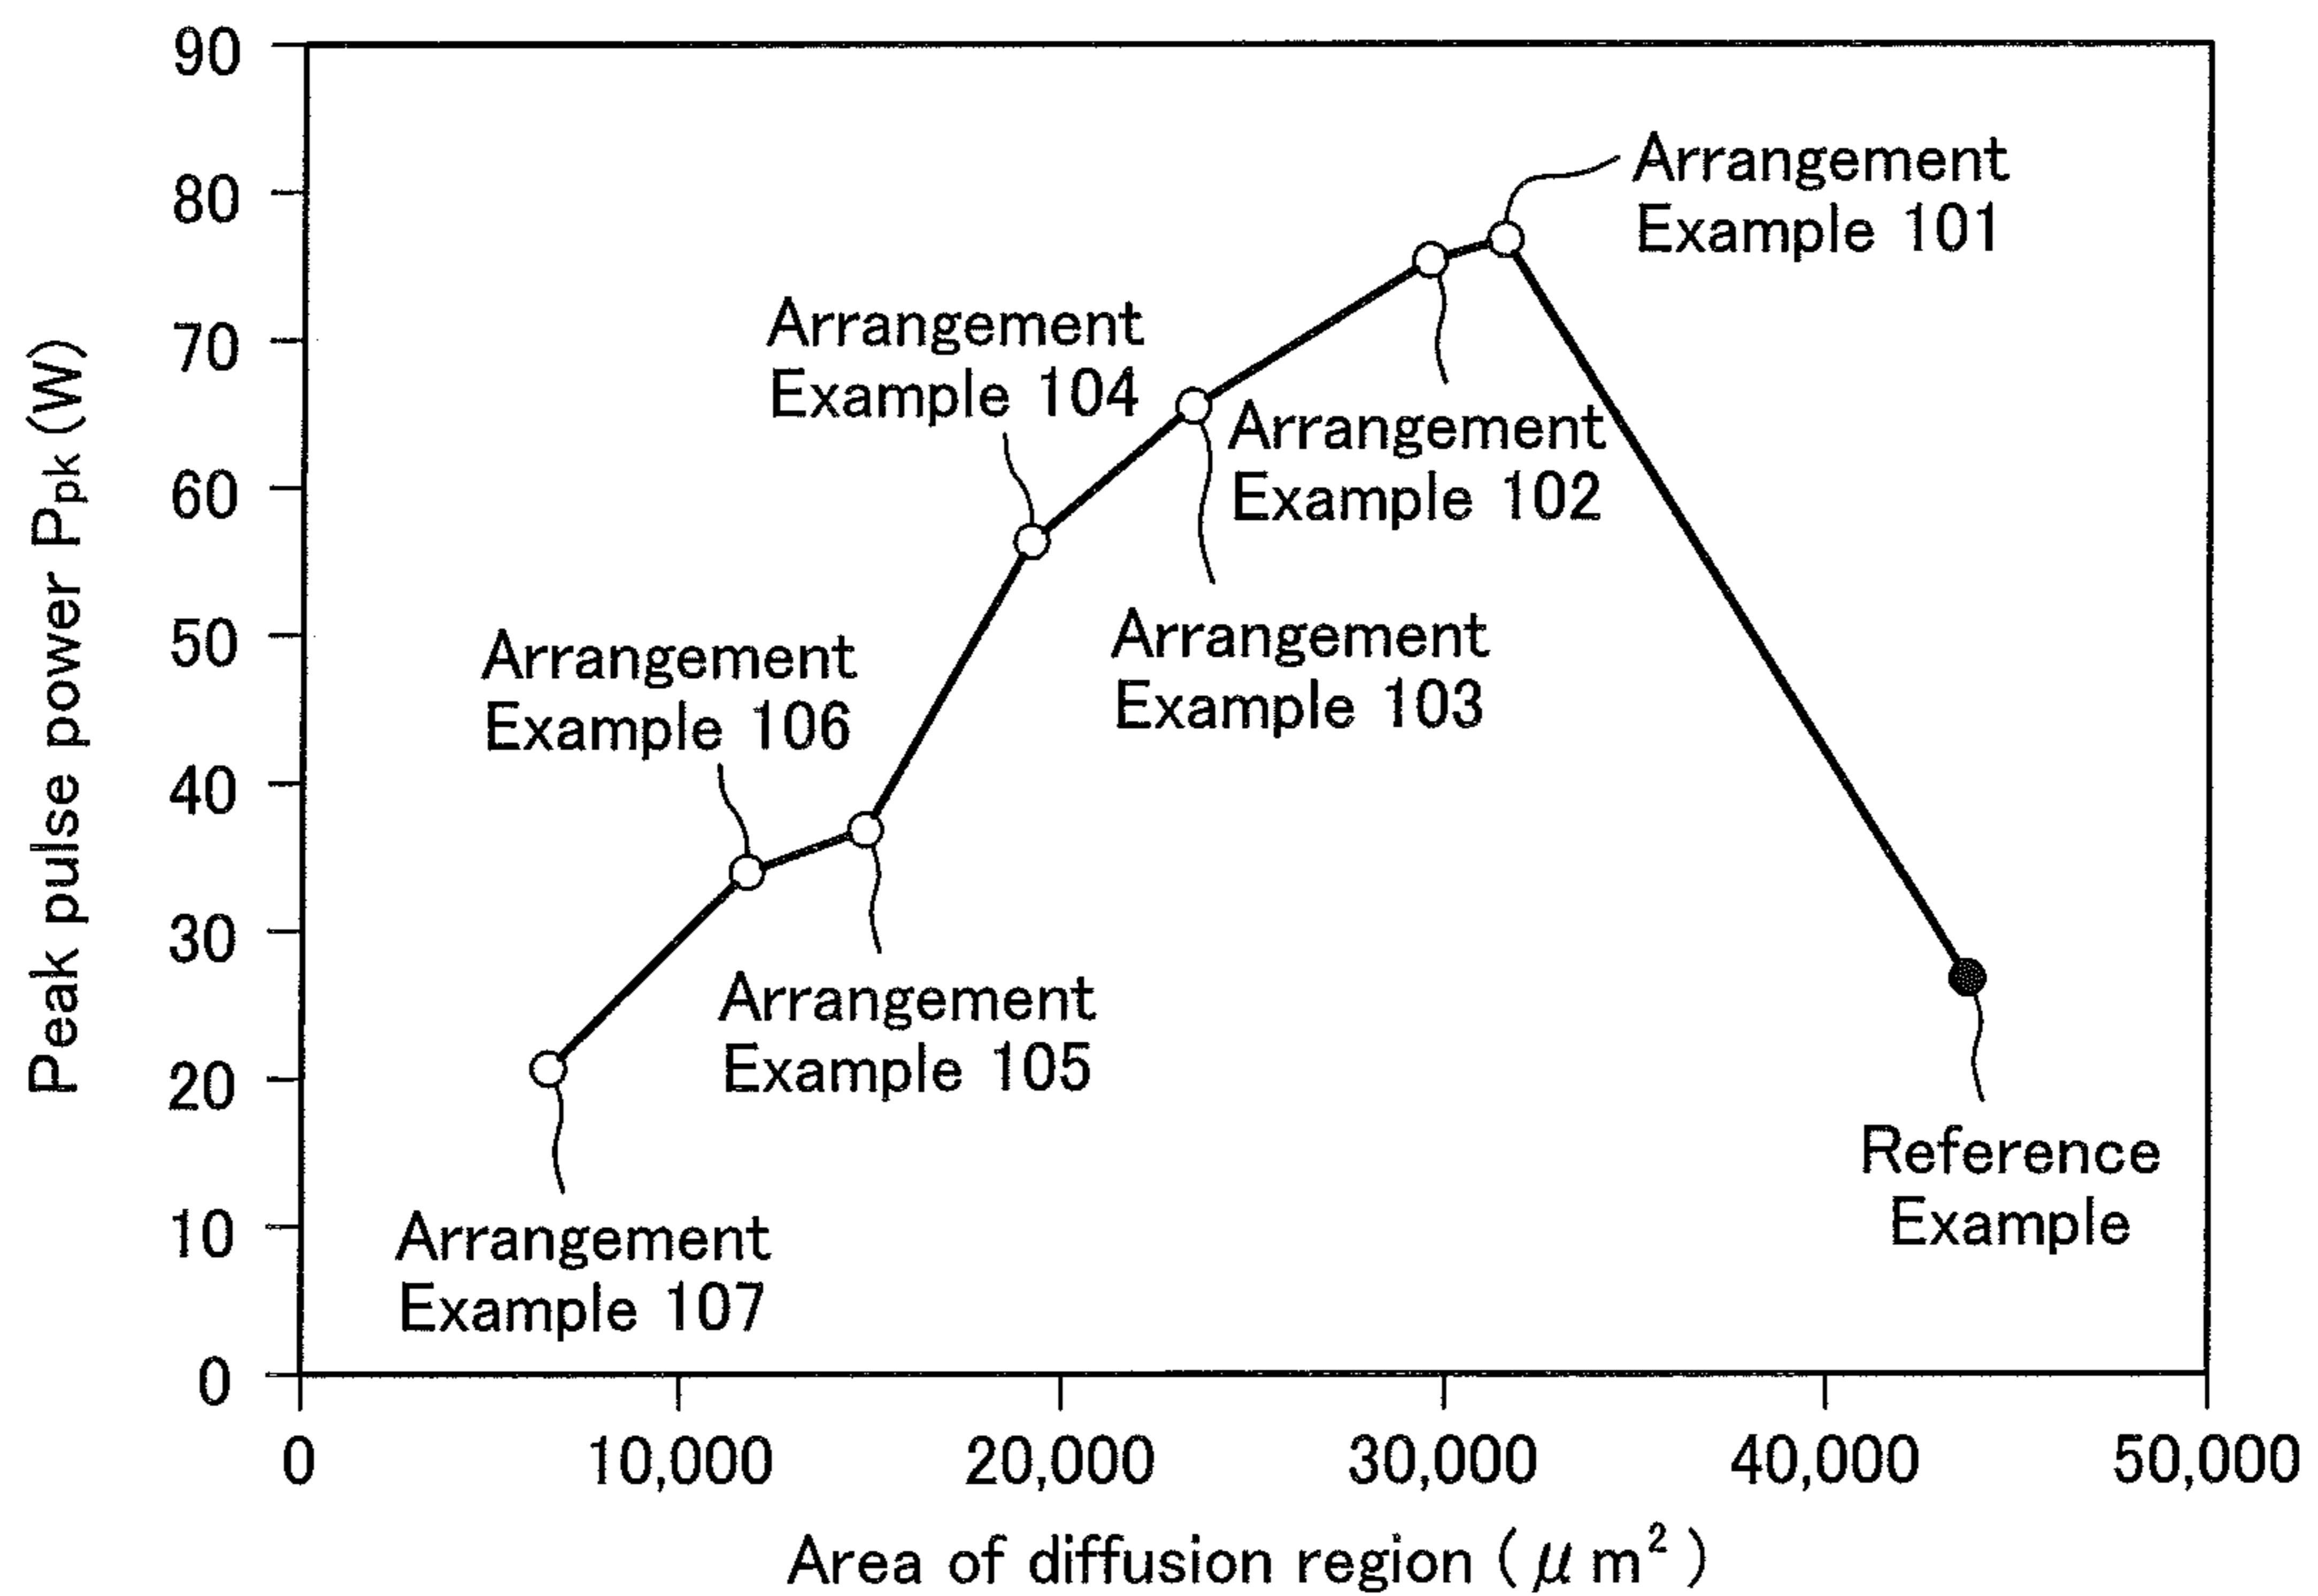 90
80
70
60
50
40
30
20
10
0
Peak pulse power Ppk (W)
Arrangement
Example 101
Arrangement
Example 104
Arrangement
Example 102
Arrangement
Example 103
Arrangement
Example 106
Arrangement
Example 105
Reference
Example
Arrangement
Example 107
0 10,000 20,000 30,000 40,000 50,000
Area of diffusion region (μm²)